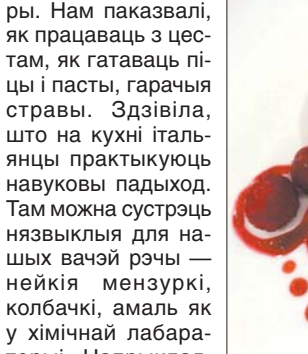 ры. Нам паказвалі,
як працаваць з цес-
там, як гатаваць пі-
цы і пасты, гарачыя
стравы. Здзівіла,
што на кухні італь-
янцы практыкуюць
навуковы падыход.
Там можна сустрэць
нязвыклыя для на-
шых вачэй рэчы —
нейкія мензуркі,
колбачкі, амаль як
у хімічнай лабара-